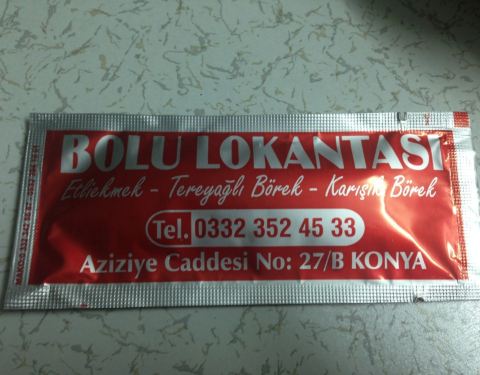 BOLU LOKANTASI
Etliekmek - Tereyağlı Börek - Karışık Börek
Tel. 0332 352 45 33
Aziziye Caddesi No: 27/B KONYA